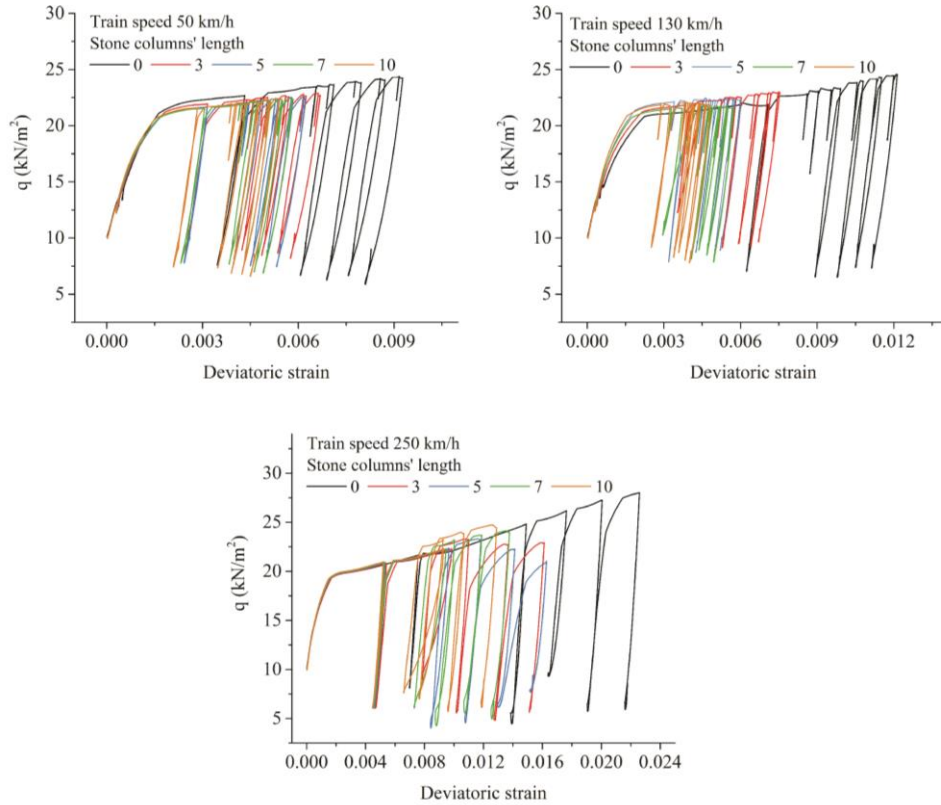 Train speed 50 km/h
Stone columns' length
0 3 5 7 10
30
25
20
15
10
5
q (kN/m²)
0.000 0.003 0.006 0.009
Deviatoric strain
Train speed 130 km/h
Stone columns' length
0 3 5 7 10
30
25
20
15
10
5
q (kN/m²)
0.000 0.003 0.006 0.009 0.012
Deviatoric strain
Train speed 250 km/h
Stone columns' length
0 3 5 7 10
30
25
20
15
10
5
q (kN/m²)
0.000 0.004 0.008 0.012 0.016 0.020 0.024
Deviatoric strain